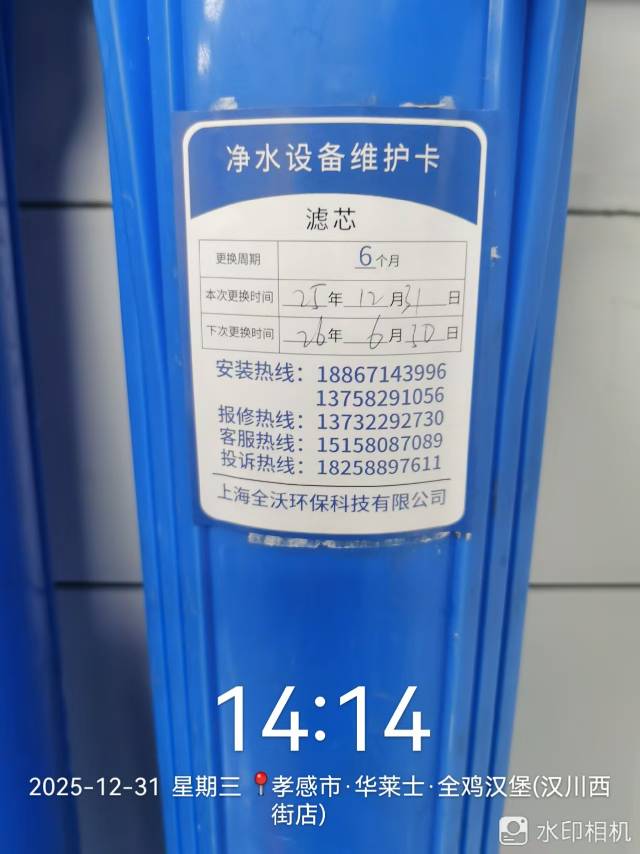 净水设备维护卡
滤芯
更换周期 6个月
本次更换时间 25年 12月31日
下次更换时间 26年 6月30日
安装热线：18867143996
13758291056
报修热线：13732292730
客服热线：15158087089
投诉热线：18258897611
上海全沃环保科技有限公司
14:14
2025-12-31 星期三 孝感市·华莱士·全鸡汉堡(汉川西
街店)
水印相机